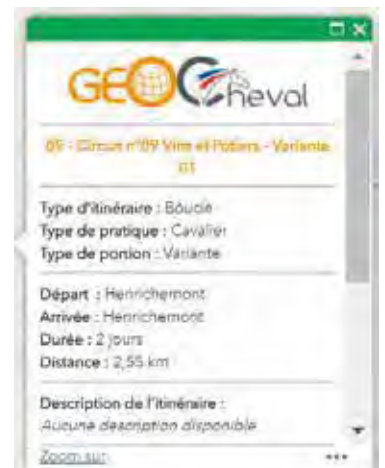 GEOCheval
09 - Circuit n°09 Vins et Potiers - Variante
01
Type d'itinéraire : Boucle
Type de pratique : Cavalier
Type de portion : Variante
Départ : Henrichemont
Arrivée : Henrichemont
Durée : 2 jours
Distance : 2,55 km
Description de l'itinéraire :
Aucune description disponible
Zoom sur